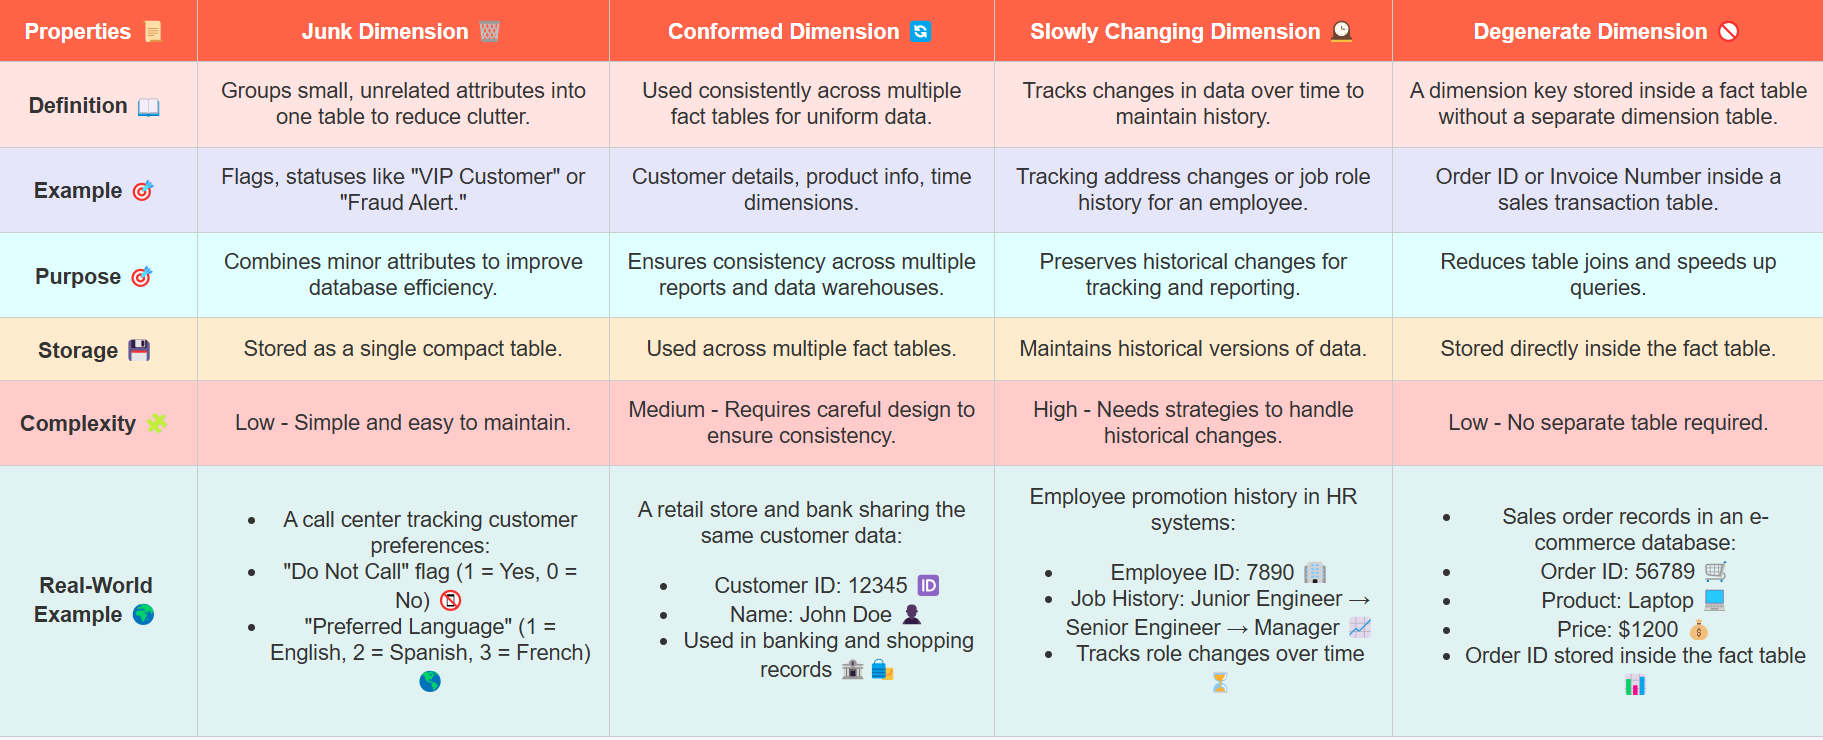 Properties 📜
Junk Dimension 🗑️
Conformed Dimension 🔄
Slowly Changing Dimension 🕰️
Degenerate Dimension 🚫
Definition 📖
Groups small, unrelated attributes into
one table to reduce clutter.
Used consistently across multiple
fact tables for uniform data.
Tracks changes in data over time to
maintain history.
A dimension key stored inside a fact table
without a separate dimension table.
Example 🎯
Flags, statuses like "VIP Customer" or
"Fraud Alert."
Customer details, product info, time
dimensions.
Tracking address changes or job role
history for an employee.
Order ID or Invoice Number inside a
sales transaction table.
Purpose 🎯
Combines minor attributes to improve
database efficiency.
Ensures consistency across multiple
reports and data warehouses.
Preserves historical changes for
tracking and reporting.
Reduces table joins and speeds up
queries.
Storage 💾
Stored as a single compact table.
Used across multiple fact tables.
Maintains historical versions of data.
Stored directly inside the fact table.
Complexity 🧩
Low - Simple and easy to maintain.
Medium - Requires careful design to
ensure consistency.
High - Needs strategies to handle
historical changes.
Low - No separate table required.
Real-World
Example 🌍
• A call center tracking customer
preferences:
• "Do Not Call" flag (1 = Yes, 0 =
No) 📵
• "Preferred Language" (1 =
English, 2 = Spanish, 3 = French)
🌎
A retail store and bank sharing the
same customer data:
• Customer ID: 12345 🆔
• Name: John Doe 👤
• Used in banking and shopping
records 🏦 🛍️
Employee promotion history in HR
systems:
• Employee ID: 7890 🏢
• Job History: Junior Engineer →
Senior Engineer → Manager 📈
• Tracks role changes over time
⏳
• Sales order records in an e-
commerce database:
• Order ID: 56789 🛒
• Product: Laptop 💻
• Price: $1200 💰
• Order ID stored inside the fact table
📊